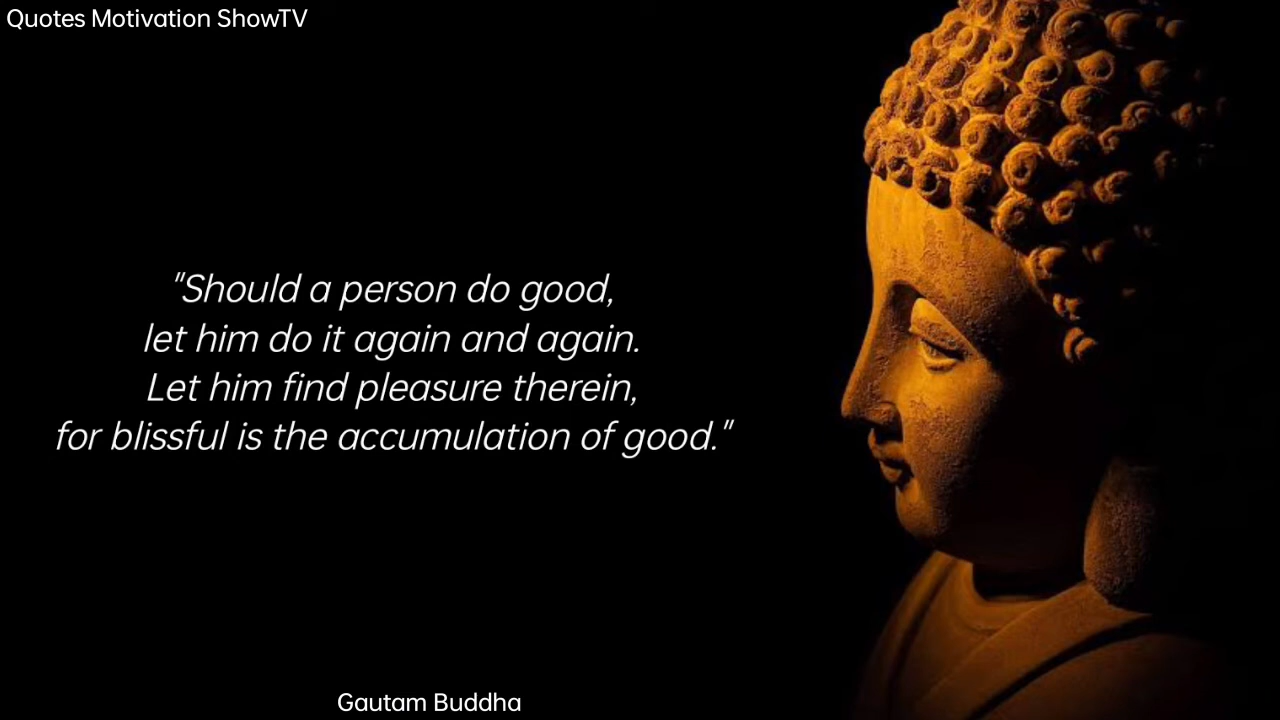 Quotes Motivation ShowTV
"Should a person do good,
let him do it again and again.
Let him find pleasure therein,
for blissful is the accumulation of good."
Gautam Buddha